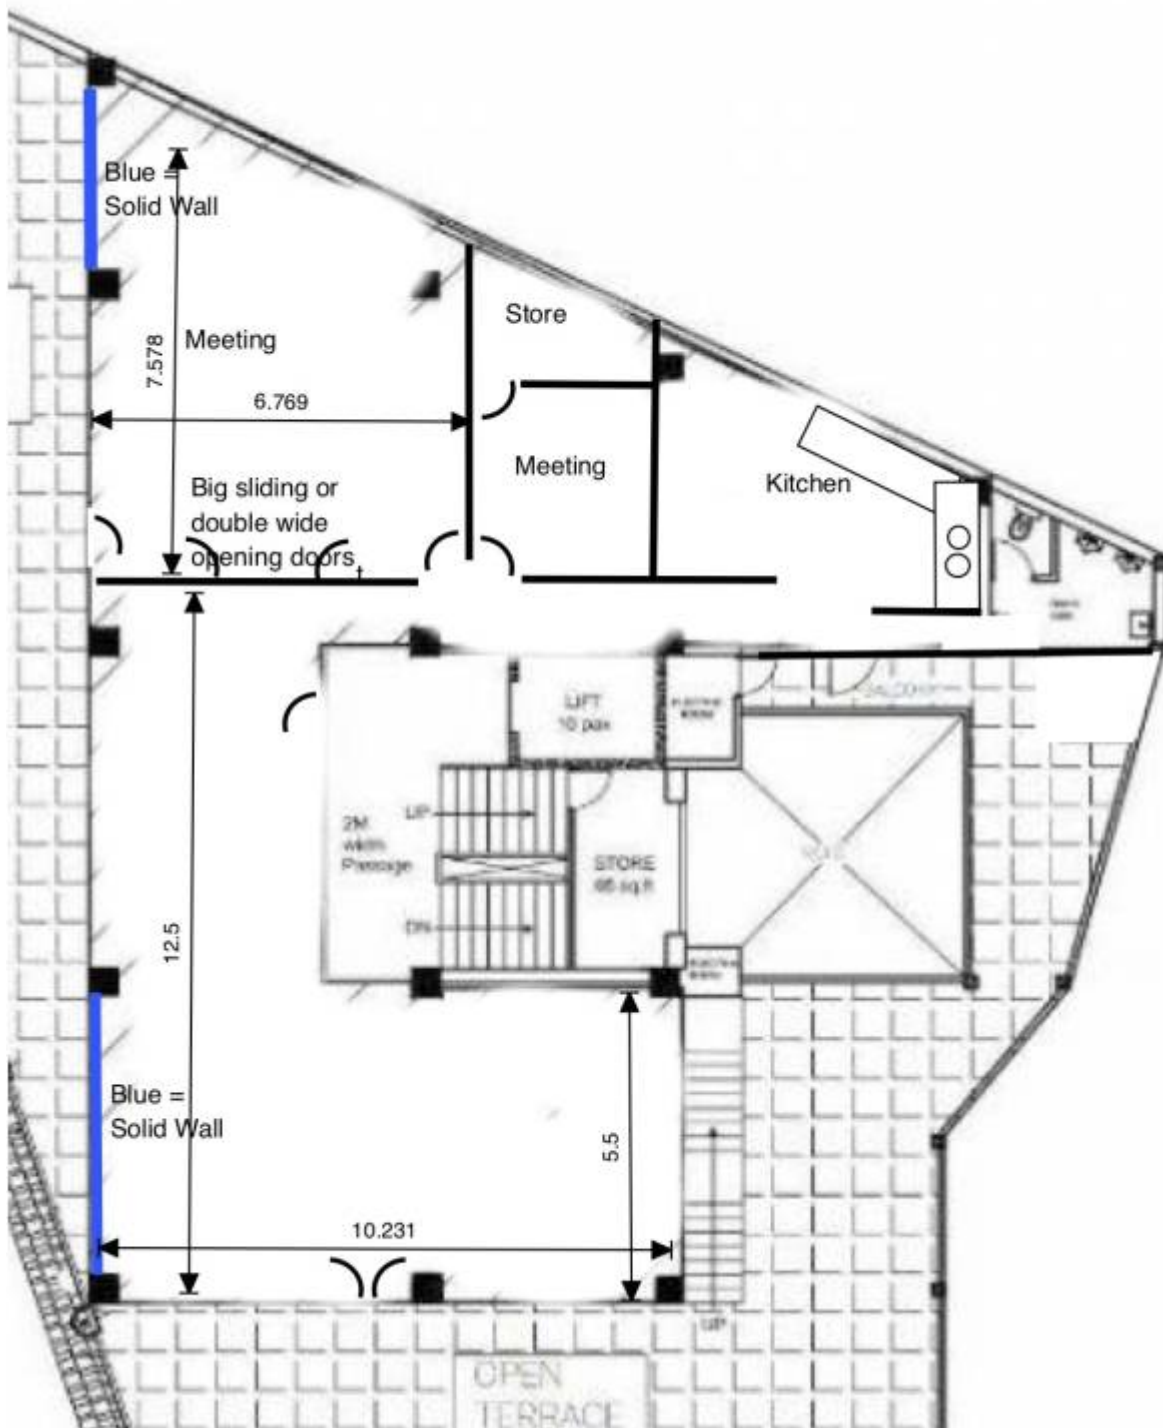 Blue =
Solid Wall
Store
7.578
Meeting
6.769
Meeting
Big sliding or
double wide
opening doors
Kitchen
LIFT
10 pax
2M
width
Passage
UP
STORE
65 sq.ft
DN
12.5
Blue =
Solid Wall
5.5
10.231
UP
OPEN
TERRACE